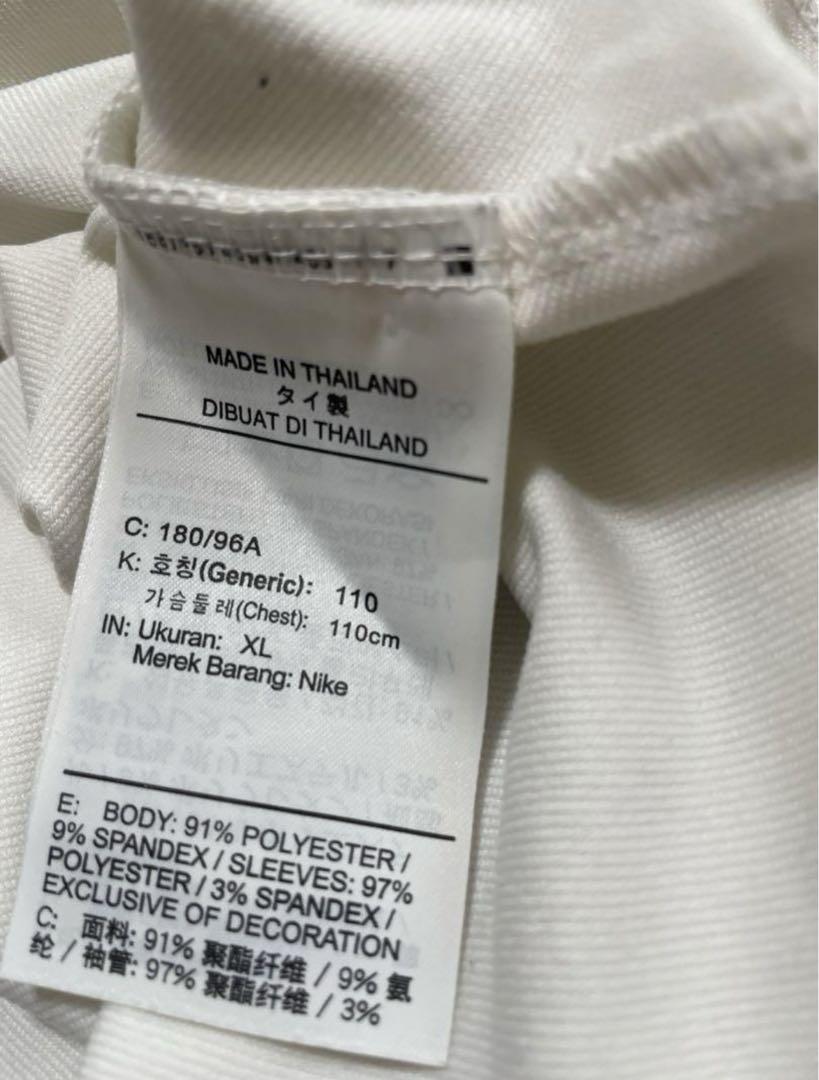 MADE IN THAILAND
タイ製
DIBUAT DI THAILAND
C: 180/96A
K: 호칭(Generic): 110
가슴둘레(Chest): 110cm
IN: Ukuran: XL
Merek Barang: Nike
E: BODY: 91% POLYESTER /
9% SPANDEX / SLEEVES: 97%
POLYESTER / 3% SPANDEX /
EXCLUSIVE OF DECORATION
C: 面料: 91% 聚酯纤维 / 9% 氨
纶 / 袖管: 97% 聚酯纤维 / 3%